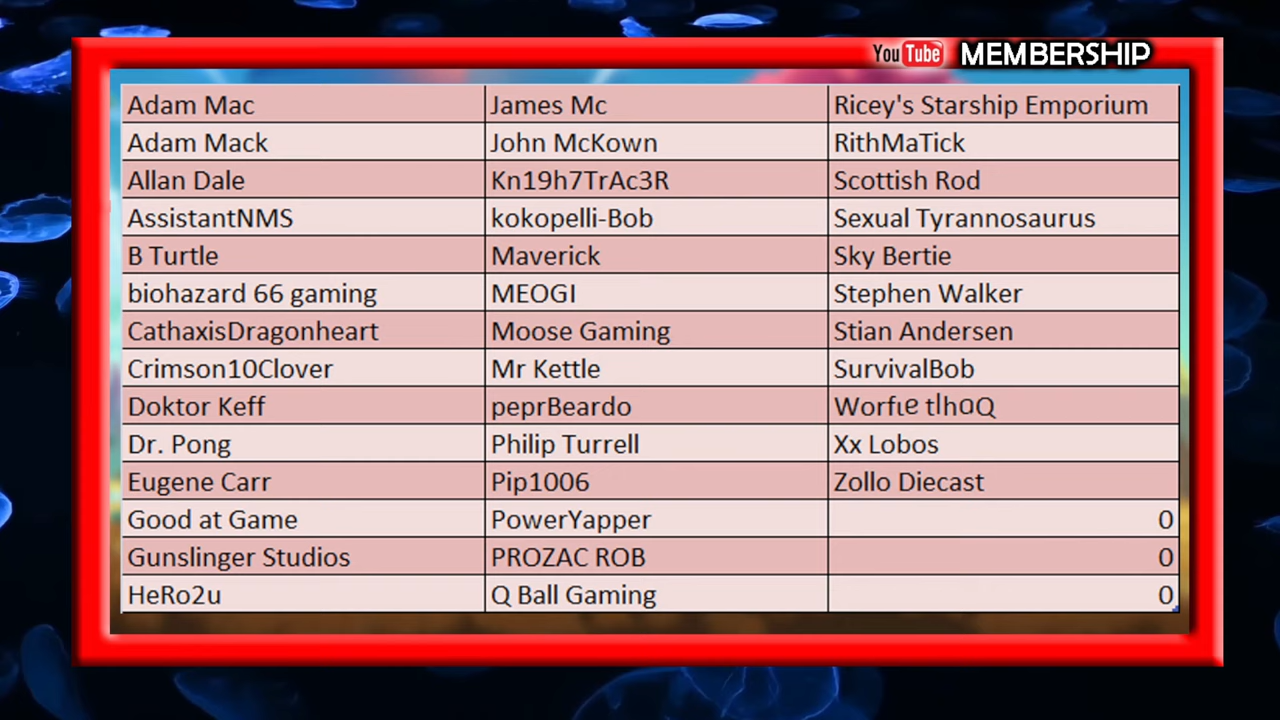 YouTube MEMBERSHIP
Adam Mac James Mc Ricey's Starship Emporium
Adam Mack John McKown RithMaTick
Allan Dale Kn19h7TrAc3R Scottish Rod
AssistantNMS kokopelli-Bob Sexual Tyrannosaurus
B Turtle Maverick Sky Bertie
biohazard 66 gaming MEOGI Stephen Walker
CathaxisDragonheart Moose Gaming Stian Andersen
Crimson10Clover Mr Kettle SurvivalBob
Doktor Keff peprBeardo
Dr. Pong Philip Turrell Xx Lobos
Eugene Carr Pip1006 Zollo Diecast
Good at Game PowerYapper 0
Gunslinger Studios PROZAC ROB 0
HeRo2u Q Ball Gaming 0